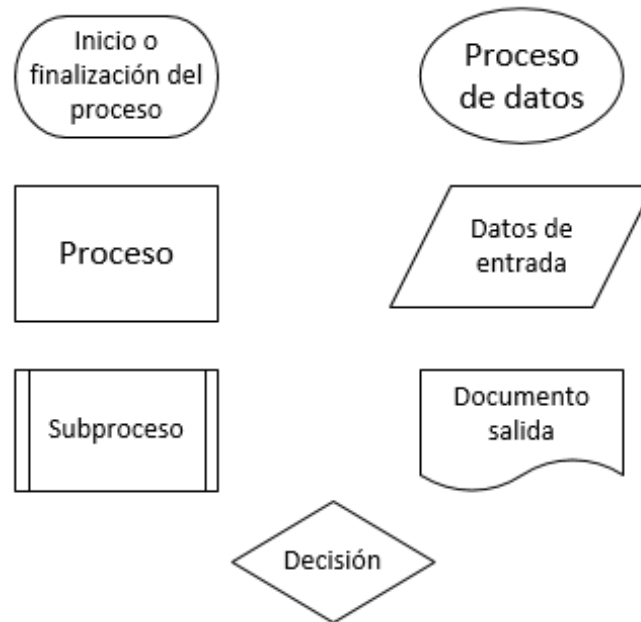 Inicio o
finalización del
proceso
Proceso
de datos
Proceso
Datos de
entrada
Subproceso
Documento
salida
Decisión